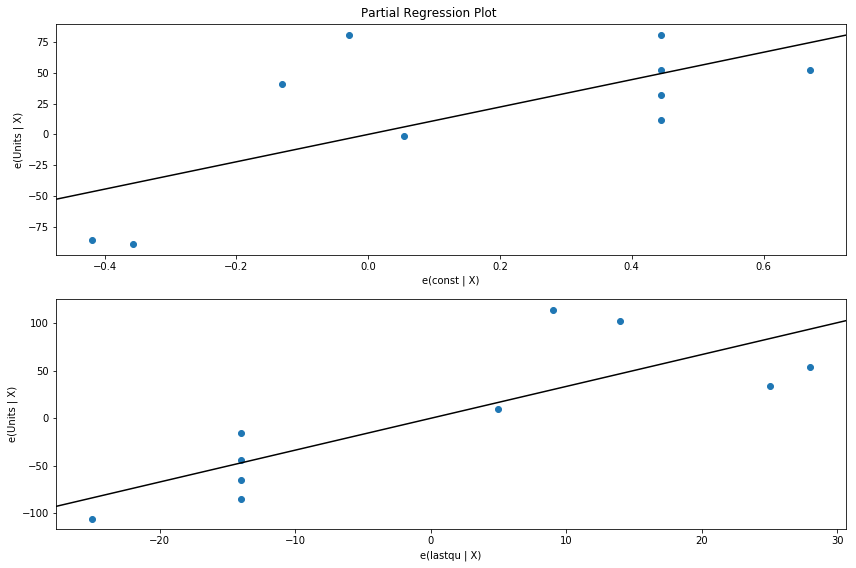 Partial Regression Plot
75
50
25
0
−25
−50
−75
e(Units | X)
−0.4 −0.2 0.0 0.2 0.4 0.6
e(const | X)
100
50
0
−50
−100
e(Units | X)
−20 −10 0 10 20 30
e(lastqu | X)